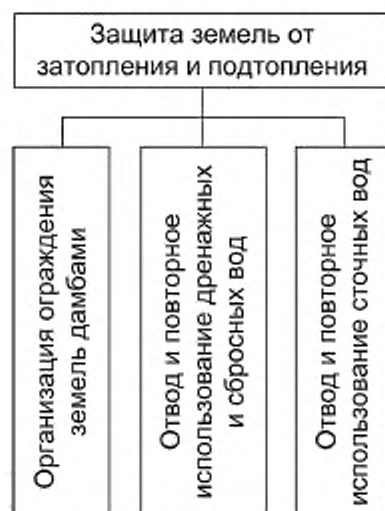 Защита земель от
затопления и подтопления
Организация ограждения
земель дамбами
Отвод и повторное
использование дренажных
и сбросных вод
Отвод и повторное
использование сточных вод